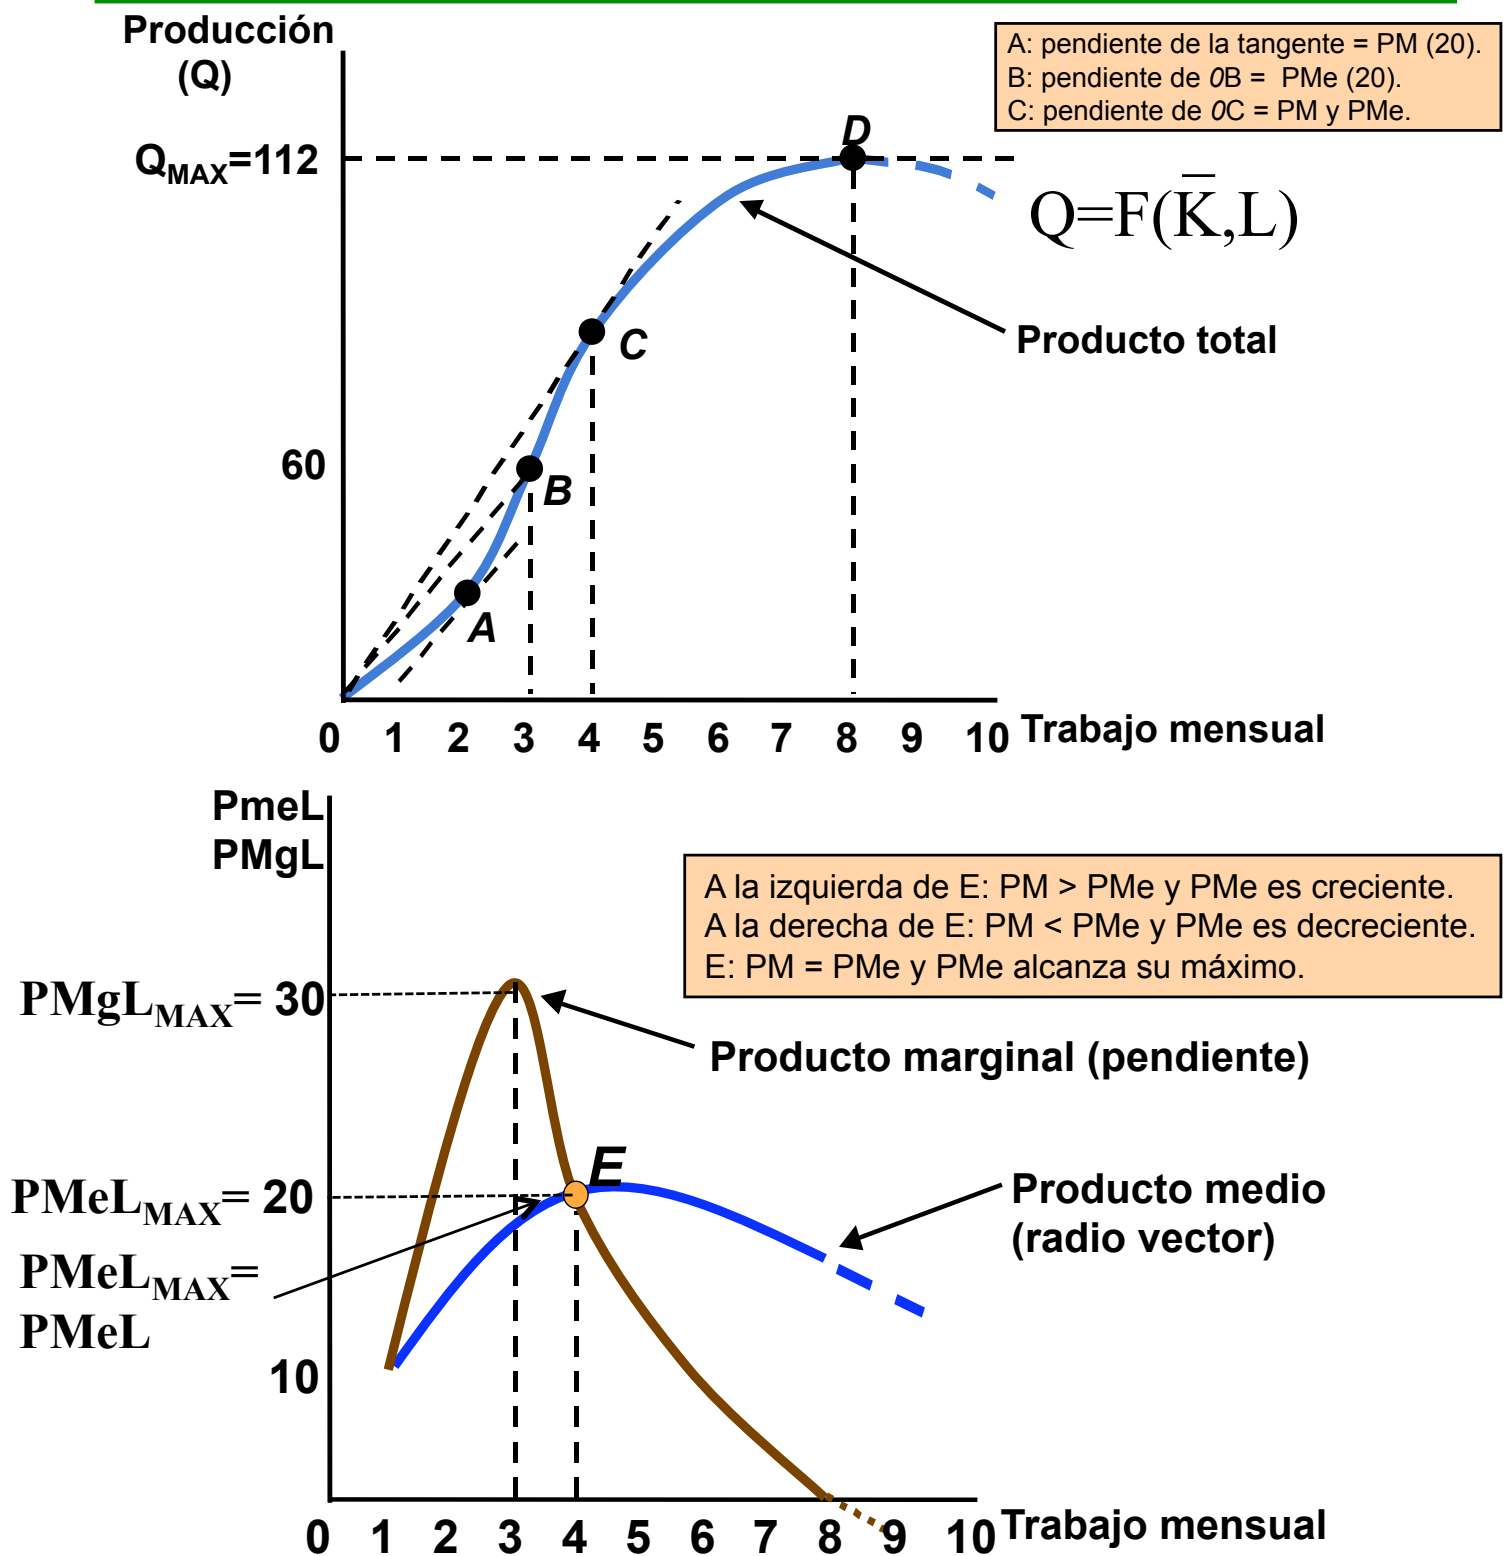 Producción
(Q)
A: pendiente de la tangente = PM (20).
B: pendiente de 0B = PMe (20).
C: pendiente de 0C = PM y PMe.
D
Q_MAX=112
Q=F(K̅,L)
C
Producto total
60
B
A
0 1 2 3 4 5 6 7 8 9 10 Trabajo mensual
PmeL
PMgL
A la izquierda de E: PM > PMe y PMe es creciente.
A la derecha de E: PM < PMe y PMe es decreciente.
E: PM = PMe y PMe alcanza su máximo.
PMgL_MAX= 30
Producto marginal (pendiente)
E
PMeL_MAX= 20
Producto medio
(radio vector)
PMeL_MAX=
PMeL
10
0 1 2 3 4 5 6 7 8 9 10 Trabajo mensual